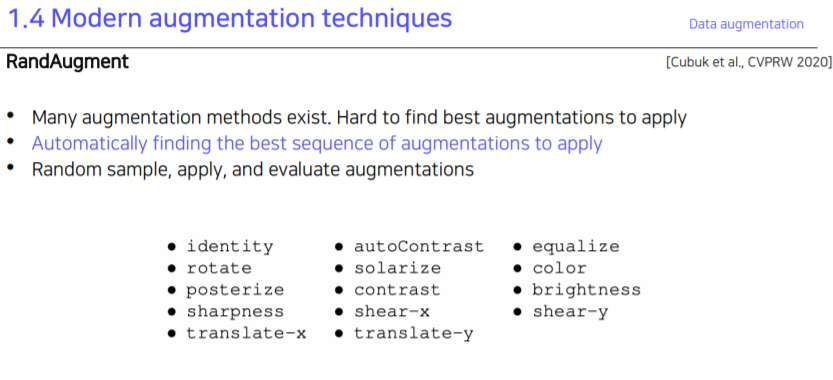 1.4 Modern augmentation techniques
Data augmentation
RandAugment
[Cubuk et al., CVPRW 2020]
• Many augmentation methods exist. Hard to find best augmentations to apply
• Automatically finding the best sequence of augmentations to apply
• Random sample, apply, and evaluate augmentations
• identity • autoContrast • equalize
• rotate • solarize • color
• posterize • contrast • brightness
• sharpness • shear-x • shear-y
• translate-x • translate-y